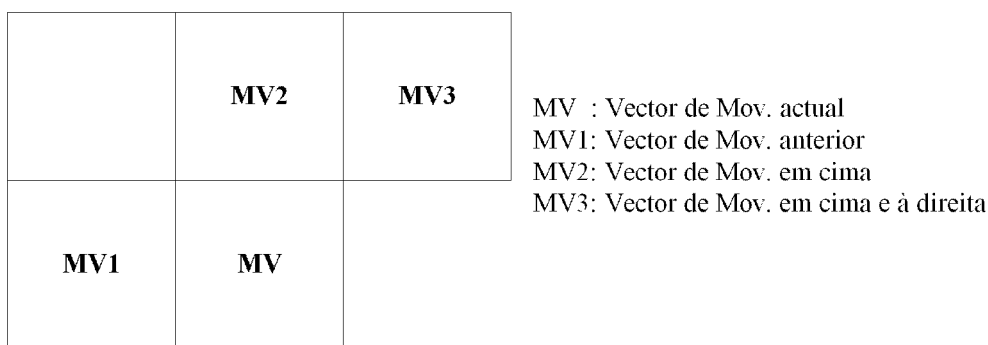 MV2 MV3
MV1 MV
MV : Vector de Mov. actual
MV1: Vector de Mov. anterior
MV2: Vector de Mov. em cima
MV3: Vector de Mov. em cima e à direita